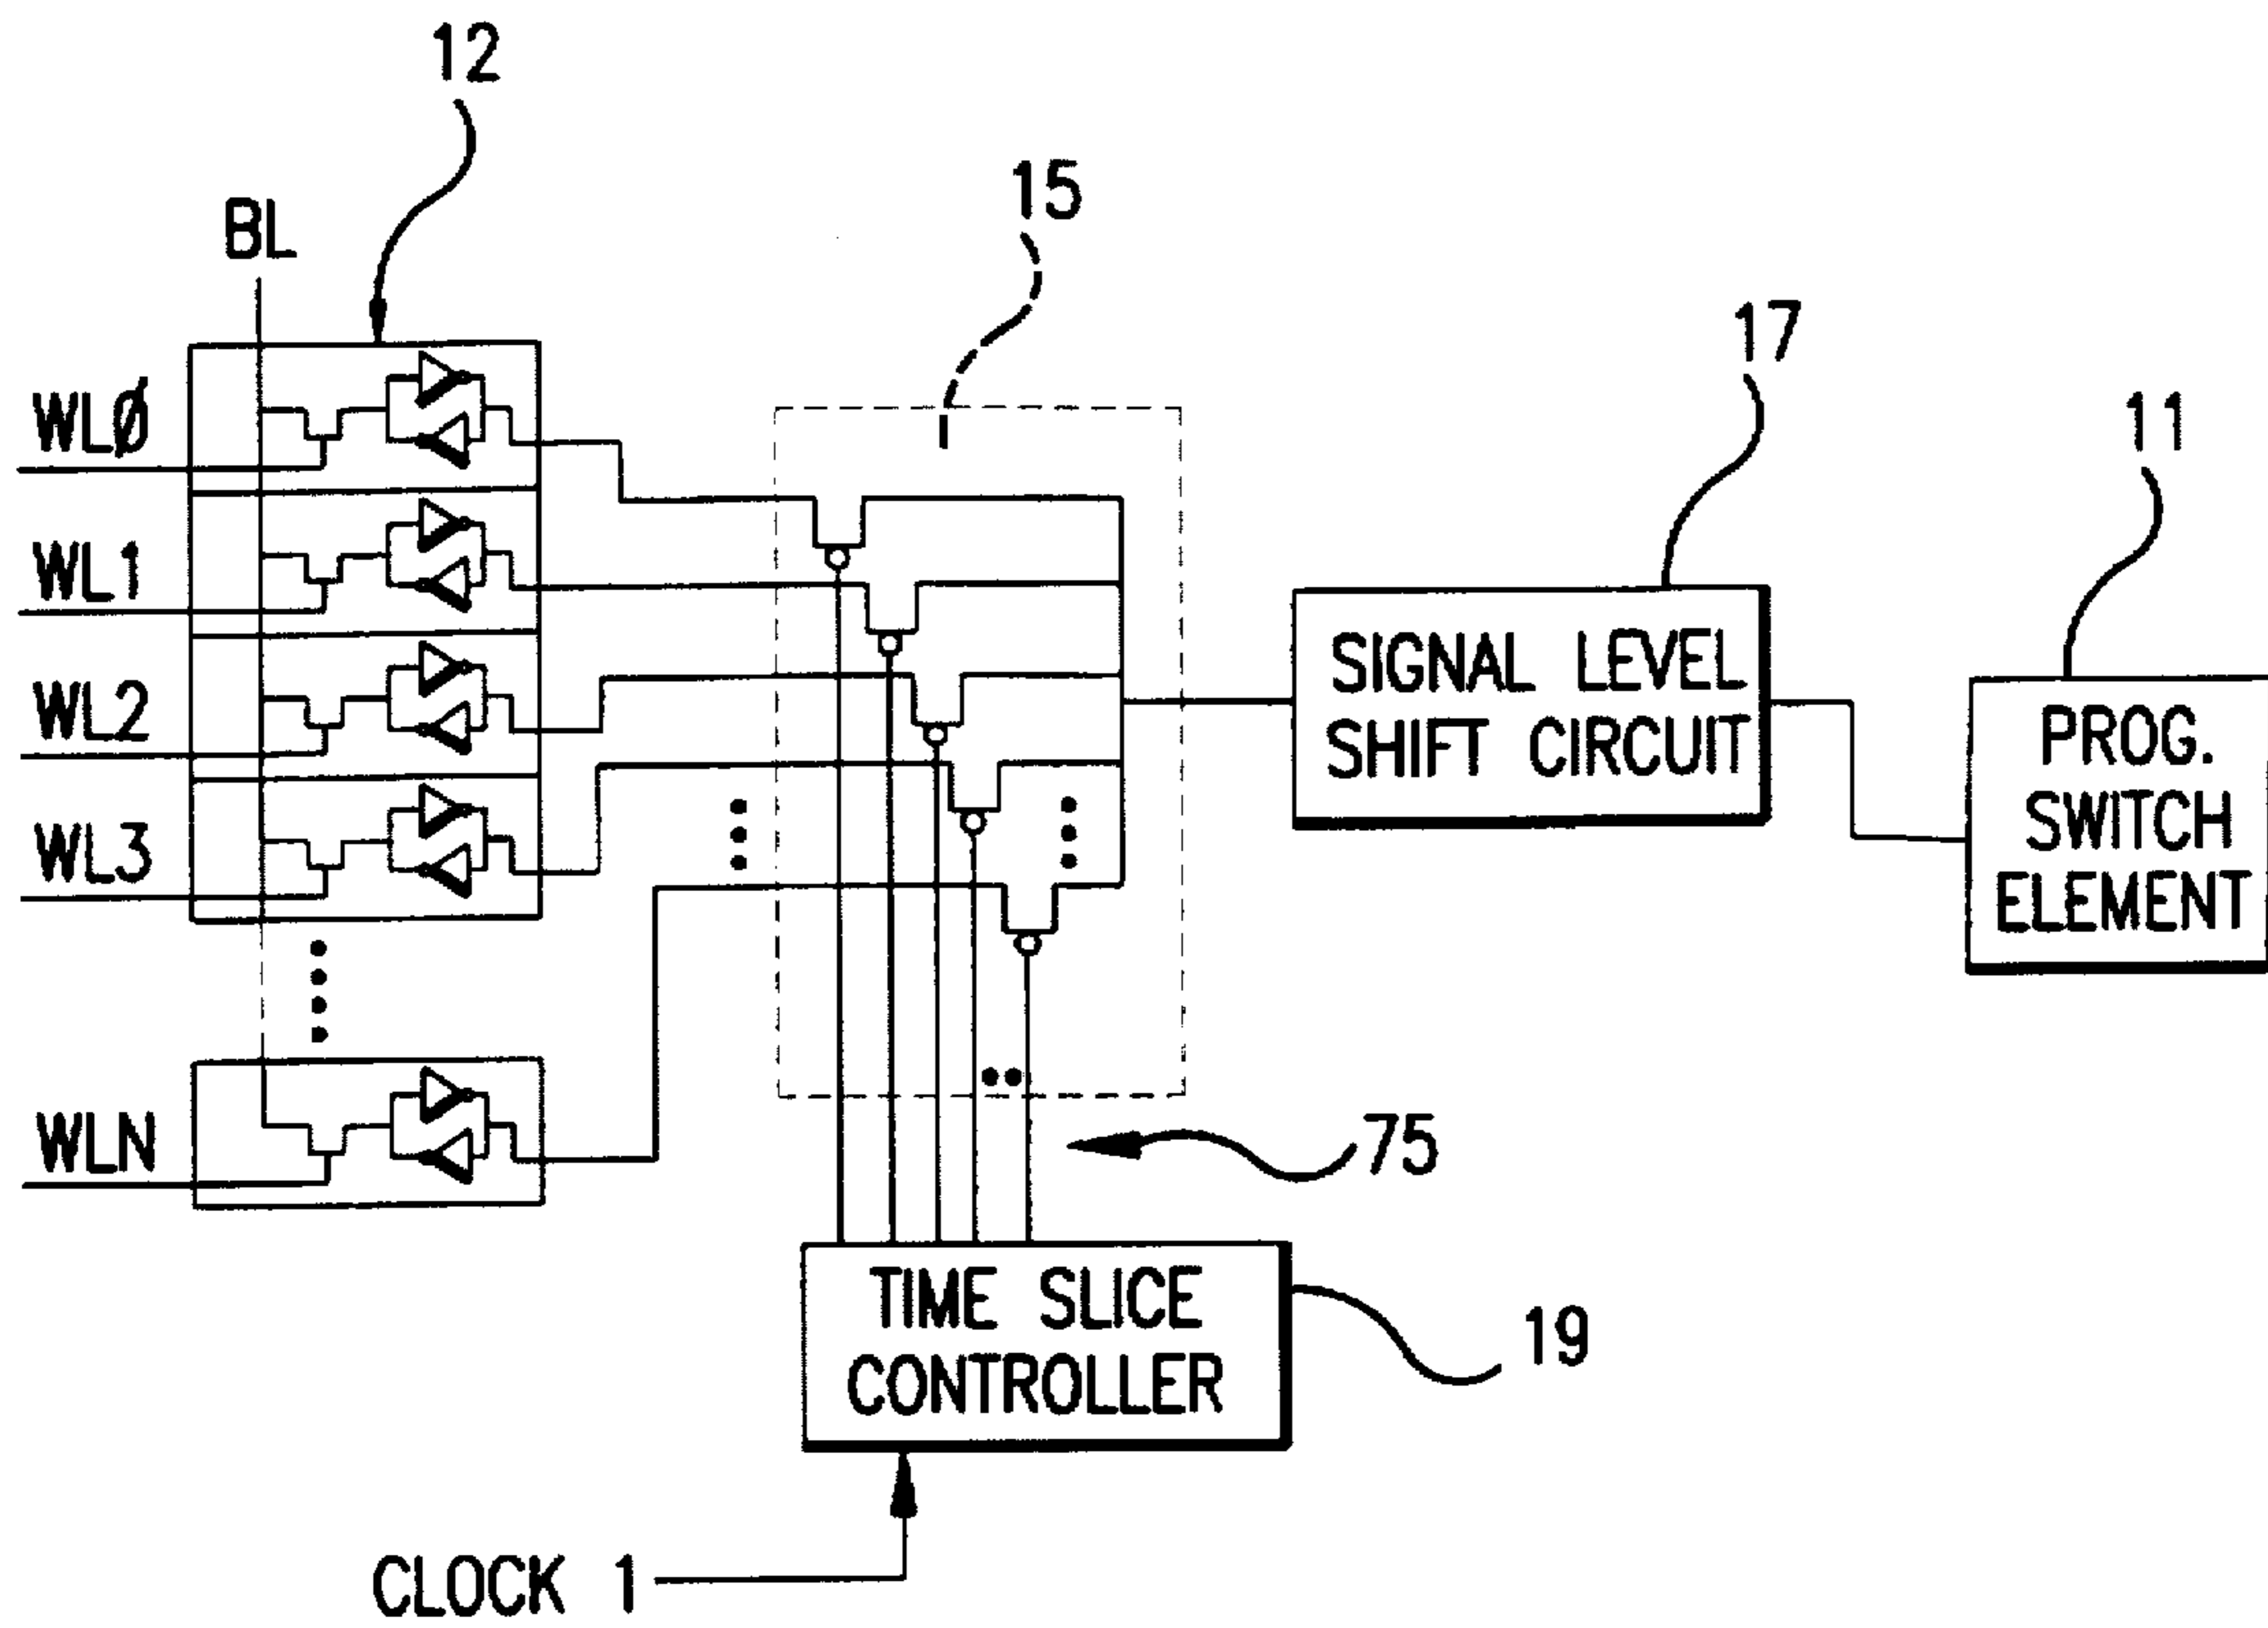 12
15
BL
17
WLØ
11
WL1
SIGNAL LEVEL
SHIFT CIRCUIT
WL2
PROG.
SWITCH
ELEMENT
WL3
WLN
75
TIME SLICE
CONTROLLER
19
CLOCK 1